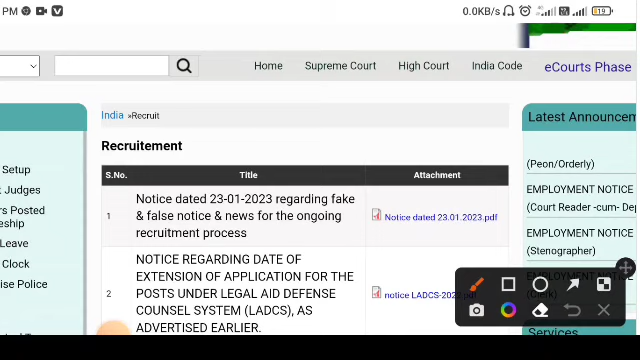 PM
0.0KB/s
19
Home Supreme Court High Court India Code eCourts Phase
India »Recruit
Latest Announcem
Recruitement
S.No. Title Attachment
(Peon/Orderly)
Setup
Judges
rs Posted
eship
Leave
Clock
ise Police
1
Notice dated 23-01-2023 regarding fake
& false notice & news for the ongoing
recruitment process
Notice dated 23.01.2023.pdf
EMPLOYMENT NOTICE
(Court Reader -cum- Dep
EMPLOYMENT NOTICE
(Stenographer)
2
NOTICE REGARDING DATE OF
EXTENSION OF APPLICATION FOR THE
POSTS UNDER LEGAL AID DEFENSE
COUNSEL SYSTEM (LADCS), AS
ADVERTISED EARLIER.
notice LADCS-202 pdf
(Clerk)
Services